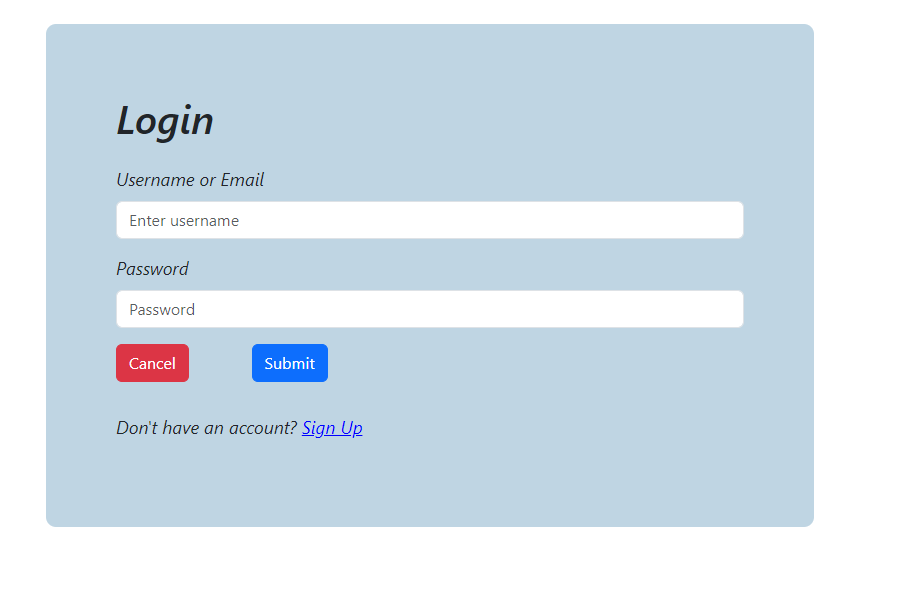 Login
Username or Email
Enter username
Password
Password
Cancel Submit
Don't have an account? Sign Up